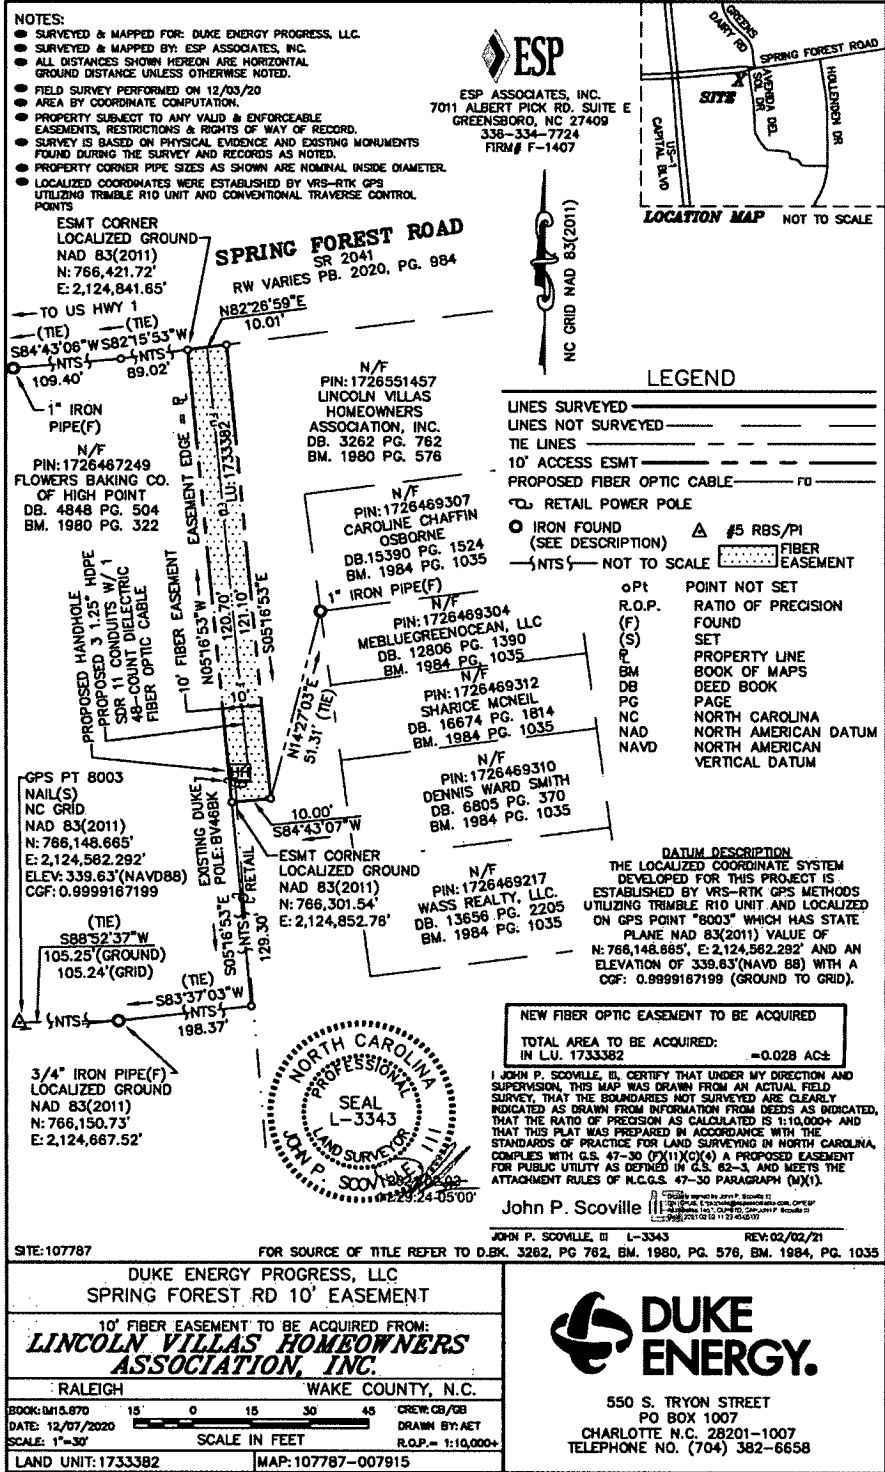 NOTES:
SURVEYED & MAPPED FOR: DUKE ENERGY PROGRESS, LLC.
SURVEYED & MAPPED BY: ESP ASSOCIATES, INC.
ALL DISTANCES SHOWN HEREON ARE HORIZONTAL
GROUND DISTANCE UNLESS OTHERWISE NOTED.
FIELD SURVEY PERFORMED ON 12/03/20
AREA BY COORDINATE COMPUTATION.
PROPERTY SUBJECT TO ANY VALID & ENFORCEABLE
EASEMENTS, RESTRICTIONS & RIGHTS OF WAY OF RECORD.
SURVEY IS BASED ON PHYSICAL EVIDENCE AND EXISTING MONUMENTS
FOUND DURING THE SURVEY AND RECORDS AS NOTED.
PROPERTY CORNER PIPE SIZES AS SHOWN ARE NOMINAL INSIDE DIAMETER.
LOCALIZED COORDINATES WERE ESTABLISHED BY VRS-RTK GPS
UTILIZING TRIMBLE R10 UNIT AND CONVENTIONAL TRAVERSE CONTROL
POINTS
ESP
ESP ASSOCIATES, INC.
7011 ALBERT PICK RD. SUITE E
GREENSBORO, NC 27409
336-334-7724
FIRM# F-1407
GREENS
DAIRY RD
SPRING FOREST ROAD
X
SITE
AVENIDA DEL
SOL DR
HOLLENDEN DR
US-1
CAPITAL BLVD
LOCATION MAP NOT TO SCALE
NC GRID NAD 83(2011)
ESMT CORNER
LOCALIZED GROUND
NAD 83(2011)
N: 766,421.72'
E: 2,124,841.65'
SPRING FOREST ROAD
SR 2041
RW VARIES PB. 2020, PG. 984
N82°26'59"E
10.01'
TO US HWY 1
(TIE)
(TIE)
S84°43'06"W
S82°15'53"W
NTS
NTS
109.40'
89.02'
1" IRON
PIPE(F)
N/F
PIN:1726467249
FLOWERS BAKING CO.
OF HIGH POINT
DB. 4848 PG. 504
BM. 1980 PG. 322
EASEMENT EDGE = PL
LU: 1733382
N/F
PIN:1726551457
LINCOLN VILLAS
HOMEOWNERS
ASSOCIATION, INC.
DB. 3262 PG. 762
BM. 1980 PG. 576
N/F
PIN:1726469307
CAROLINE CHAFFIN
OSBORNE
DB.15390 PG. 1524
BM. 1984 PG. 1035
1" IRON PIPE(F)
N/F
PIN:1726469304
MEBLUEGREENOCEAN, LLC
DB. 12806 PG. 1390
BM. 1984 PG. 1035
N/F
PIN:1726469312
SHARICE MCNEIL
DB. 16674 PG. 1814
BM. 1984 PG. 1035
N/F
PIN:1726469310
DENNIS WARD SMITH
DB. 6805 PG. 370
BM. 1984 PG. 1035
N/F
PIN:1726469217
WASS REALTY, LLC.
DB. 13656 PG. 2205
BM. 1984 PG. 1035
PROPOSED HANDHOLE
PROPOSED 3 1.25" HDPE
SDR 11 CONDUITS W/ 1
48-COUNT DIELECTRIC
FIBER OPTIC CABLE
10' FIBER EASEMENT
N05°16'53"W
120.70'
121.10'
S05°16'53"E
10'
HH
N14°27'03"E
51.31' (TIE)
10.00'
S84°43'07"W
ESMT CORNER
LOCALIZED GROUND
NAD 83(2011)
N: 766,301.54'
E: 2,124,852.76'
EXISTING DUKE
POLE: BV46BK
RETAIL
S05°16'53"E
NTS
129.30'
GPS PT 8003
NAIL(S)
NC GRID
NAD 83(2011)
N: 766,148.665'
E: 2,124,562.292'
ELEV: 339.63'(NAVD88)
CGF: 0.9999167199
(TIE)
S88°52'37"W
105.25'(GROUND)
105.24'(GRID)
NTS
(TIE)
S83°37'03"W
NTS
198.37'
3/4" IRON PIPE(F)
LOCALIZED GROUND
NAD 83(2011)
N: 766,150.73'
E: 2,124,667.52'
LEGEND
LINES SURVEYED
LINES NOT SURVEYED
TIE LINES
10' ACCESS ESMT
PROPOSED FIBER OPTIC CABLE FO
RETAIL POWER POLE
IRON FOUND
(SEE DESCRIPTION)
#5 RBS/PI
NTS NOT TO SCALE
FIBER
EASEMENT
oPt POINT NOT SET
R.O.P. RATIO OF PRECISION
(F) FOUND
(S) SET
PL PROPERTY LINE
BM BOOK OF MAPS
DB DEED BOOK
PG PAGE
NC NORTH CAROLINA
NAD NORTH AMERICAN DATUM
NAVD NORTH AMERICAN
VERTICAL DATUM
DATUM DESCRIPTION
THE LOCALIZED COORDINATE SYSTEM
DEVELOPED FOR THIS PROJECT IS
ESTABLISHED BY VRS-RTK GPS METHODS
UTILIZING TRIMBLE R10 UNIT AND LOCALIZED
ON GPS POINT "8003" WHICH HAS STATE
PLANE NAD 83(2011) VALUE OF
N: 766,148.665', E: 2,124,562.292' AND AN
ELEVATION OF 339.63'(NAVD 88) WITH A
CGF: 0.9999167199 (GROUND TO GRID).
NEW FIBER OPTIC EASEMENT TO BE ACQUIRED
TOTAL AREA TO BE ACQUIRED:
IN L.U. 1733382 =0.028 AC±
I JOHN P. SCOVILLE, III, CERTIFY THAT UNDER MY DIRECTION AND
SUPERVISION, THIS MAP WAS DRAWN FROM AN ACTUAL FIELD
SURVEY, THAT THE BOUNDARIES NOT SURVEYED ARE CLEARLY
INDICATED AS DRAWN FROM INFORMATION FROM DEEDS AS INDICATED,
THAT THE RATIO OF PRECISION AS CALCULATED IS 1:10,000+ AND
THAT THIS PLAT WAS PREPARED IN ACCORDANCE WITH THE
STANDARDS OF PRACTICE FOR LAND SURVEYING IN NORTH CAROLINA,
COMPLIES WITH G.S. 47-30 (F)(11)(C)(4) A PROPOSED EASEMENT
FOR PUBLIC UTILITY AS DEFINED IN G.S. 62-3, AND MEETS THE
ATTACHMENT RULES OF N.C.G.S. 47-30 PARAGRAPH (M)(1).
NORTH CAROLINA
PROFESSIONAL
SEAL
L-3343
LAND SURVEYOR
JOHN P. SCOVILLE III
John P. Scoville III
JOHN P. SCOVILLE, III L-3343 REV: 02/02/21
SITE: 107787
FOR SOURCE OF TITLE REFER TO D.BK. 3262, PG 762, BM. 1980, PG. 576, BM. 1984, PG. 1035
DUKE ENERGY PROGRESS, LLC
SPRING FOREST RD 10' EASEMENT
10' FIBER EASEMENT TO BE ACQUIRED FROM:
LINCOLN VILLAS HOMEOWNERS
ASSOCIATION, INC.
RALEIGH WAKE COUNTY, N.C.
BOOK: DM15.870
DATE: 12/07/2020
SCALE: 1"=30'
15 0 15 30 45
SCALE IN FEET
CREW: CB/GB
DRAWN BY: AET
R.O.P.= 1:10,000+
LAND UNIT: 1733382 MAP: 107787-007915
DUKE
ENERGY.
550 S. TRYON STREET
PO BOX 1007
CHARLOTTE N.C. 28201-1007
TELEPHONE NO. (704) 382-6658